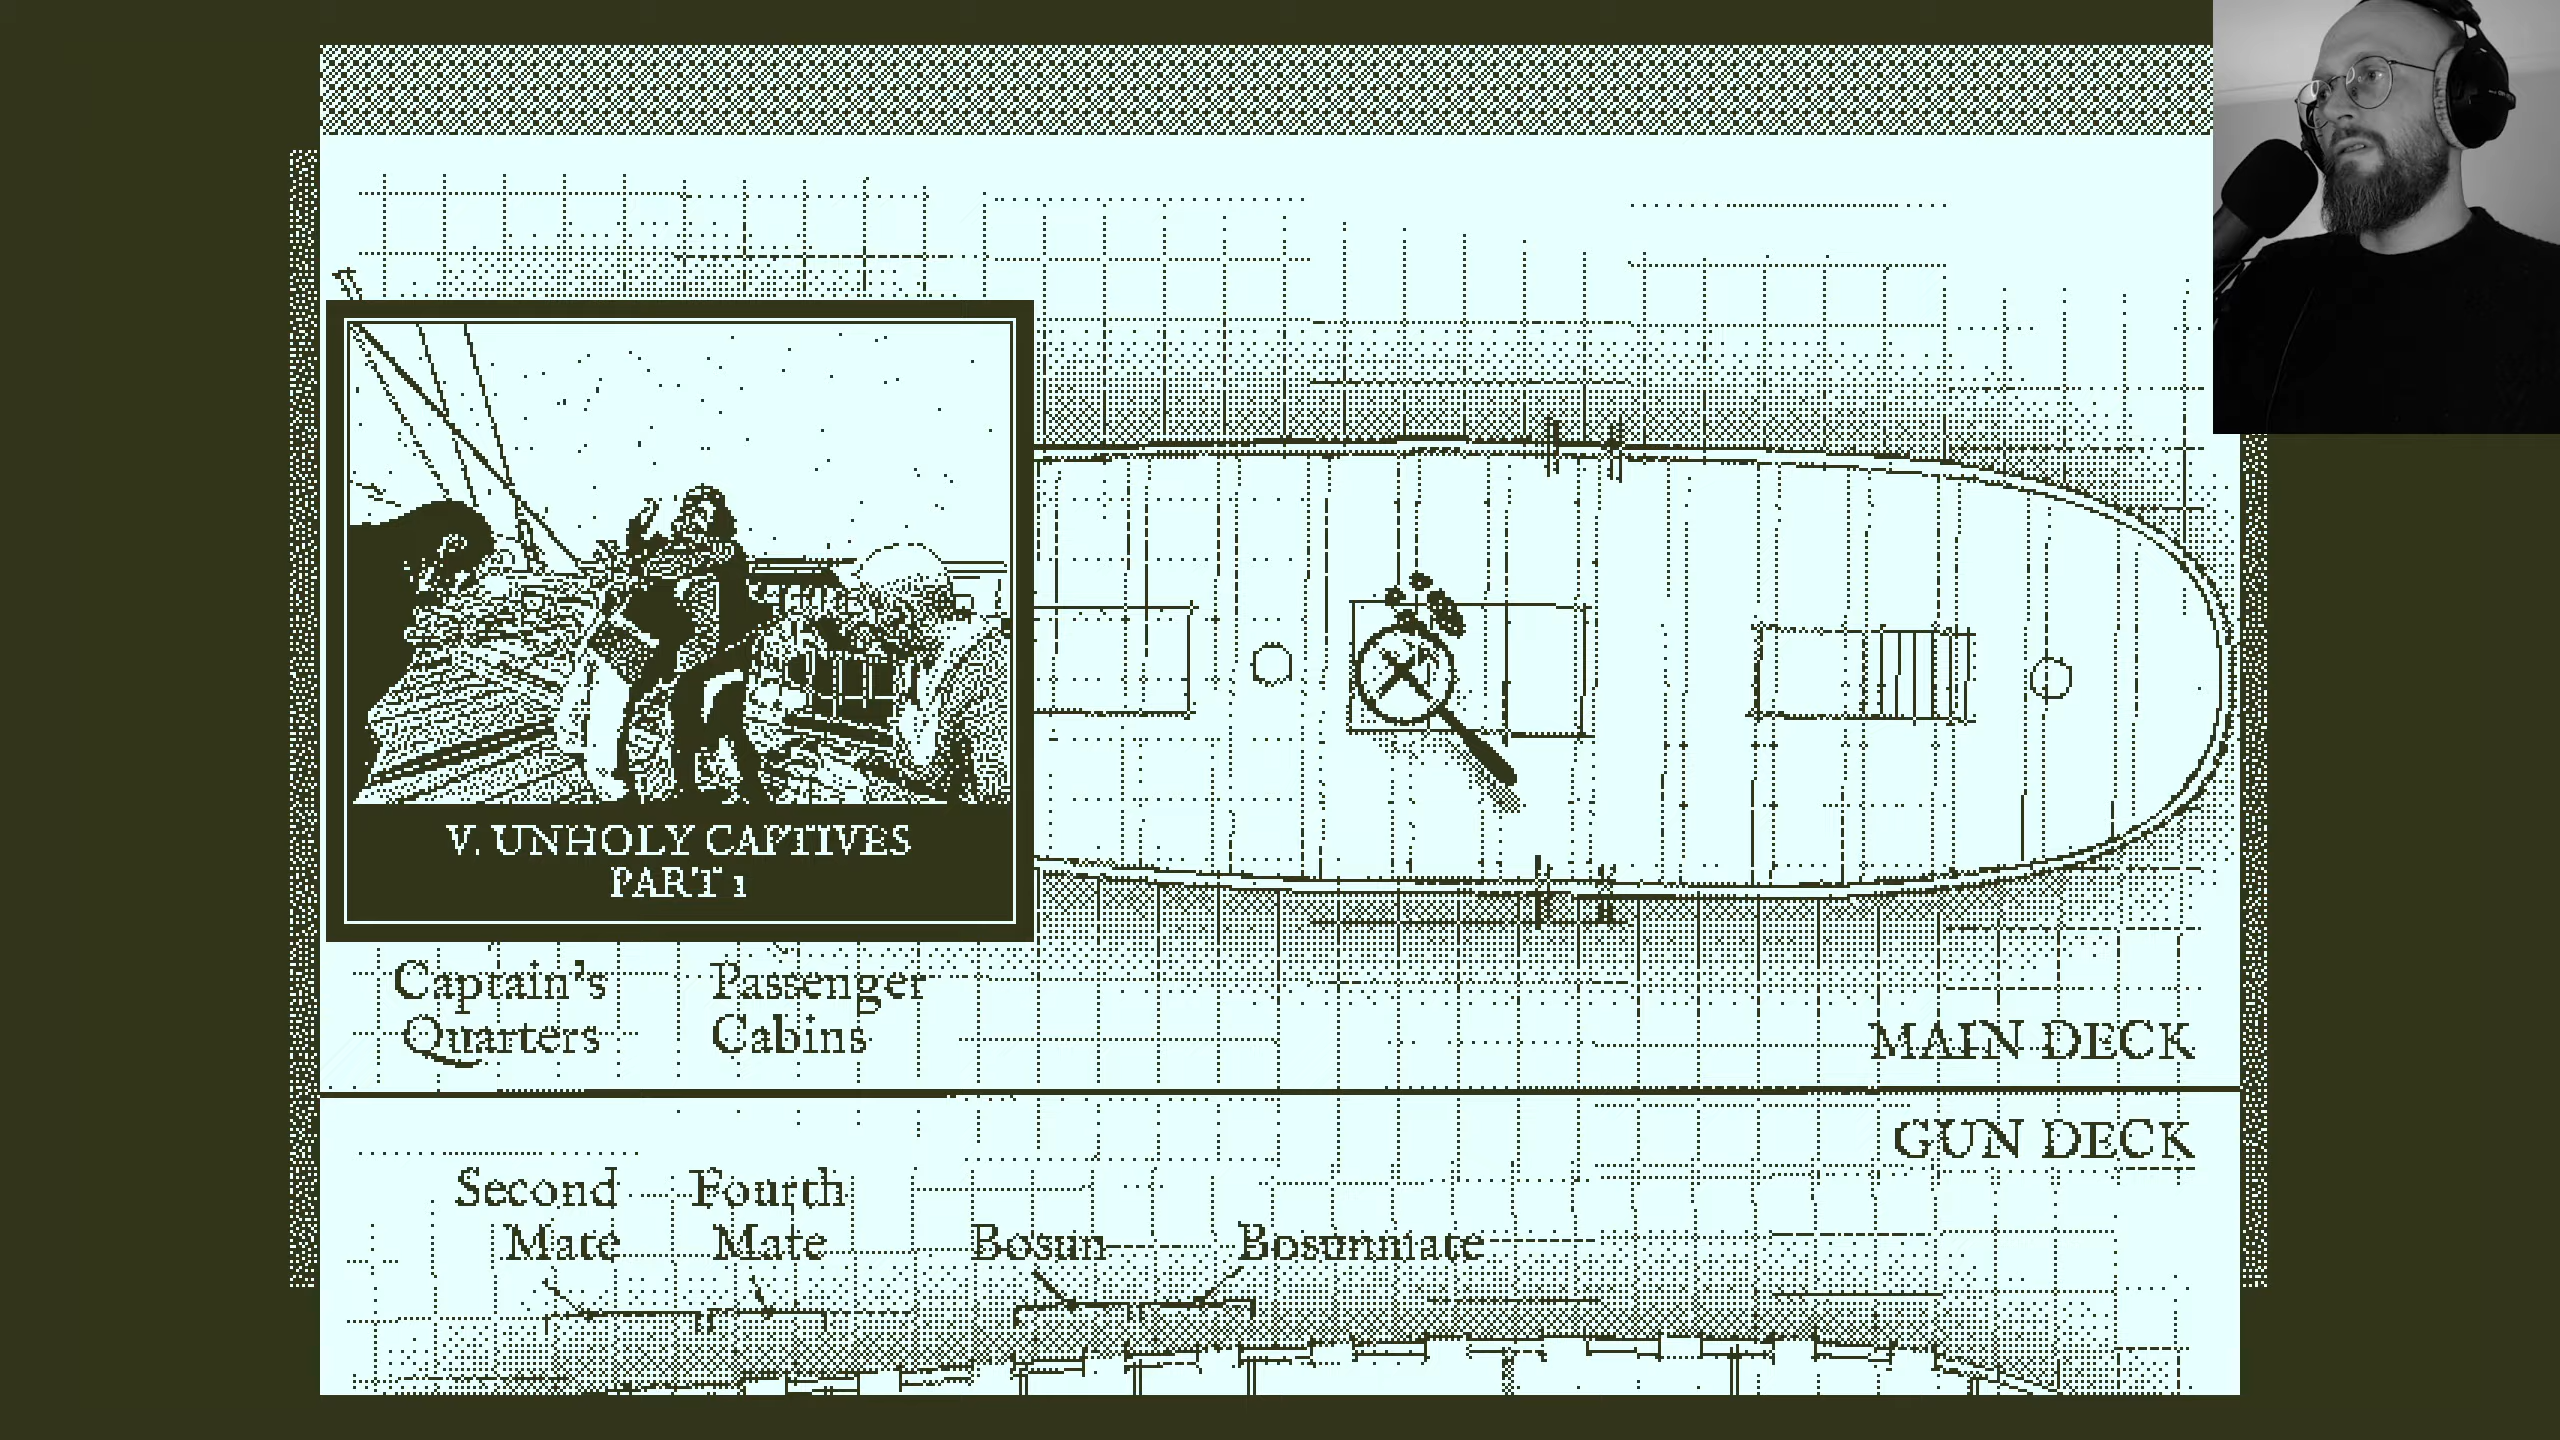 V. UNHOLY CAPTIVES
PART 1
Captain's
Quarters
Passenger
Cabins
MAIN DECK
GUN DECK
Second
Mate
Fourth
Mate
Bosun
Bosunmate